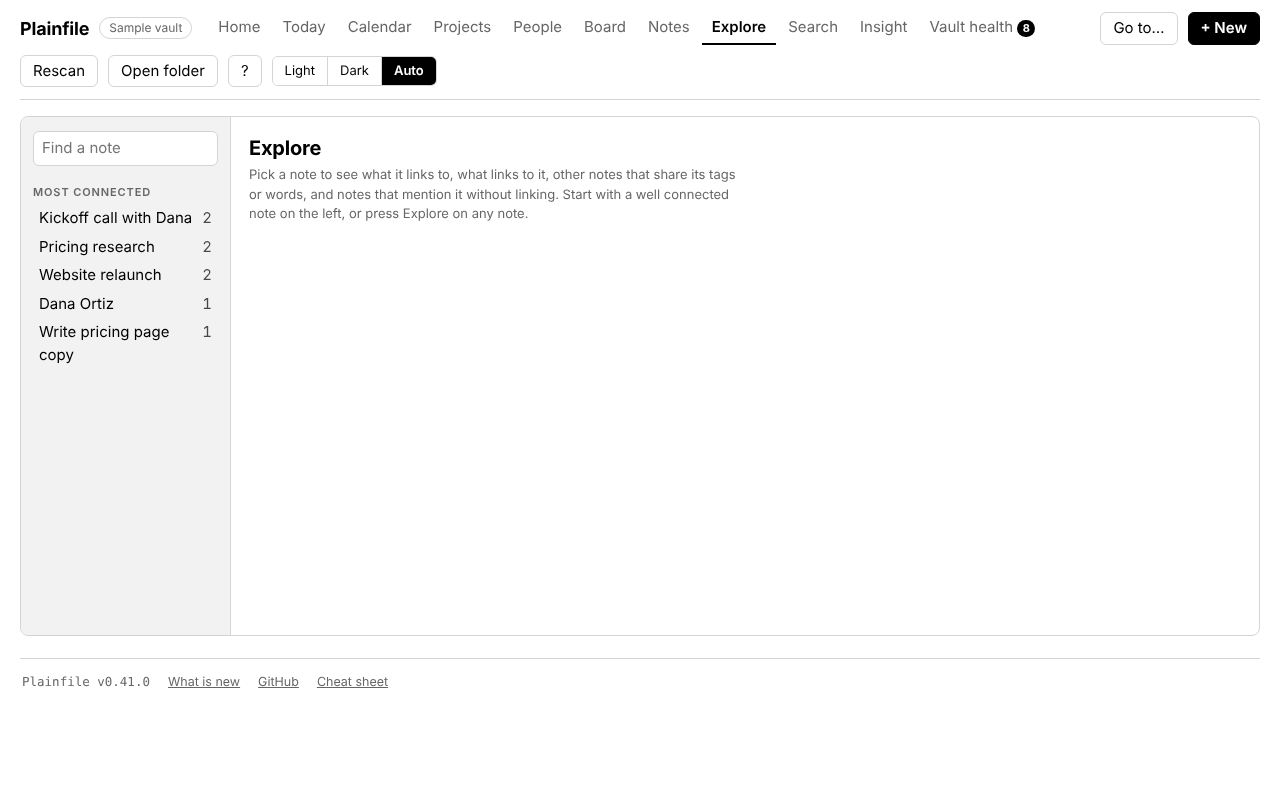 Plainfile Sample vault Home Today Calendar Projects People Board Notes Explore Search Insight Vault health 8 Go to... + New
Rescan Open folder ? Light Dark Auto
Find a note
MOST CONNECTED
Kickoff call with Dana 2
Pricing research 2
Website relaunch 2
Dana Ortiz 1
Write pricing page 1
copy
Explore
Pick a note to see what it links to, what links to it, other notes that share its tags
or words, and notes that mention it without linking. Start with a well connected
note on the left, or press Explore on any note.
Plainfile v0.41.0 What is new GitHub Cheat sheet